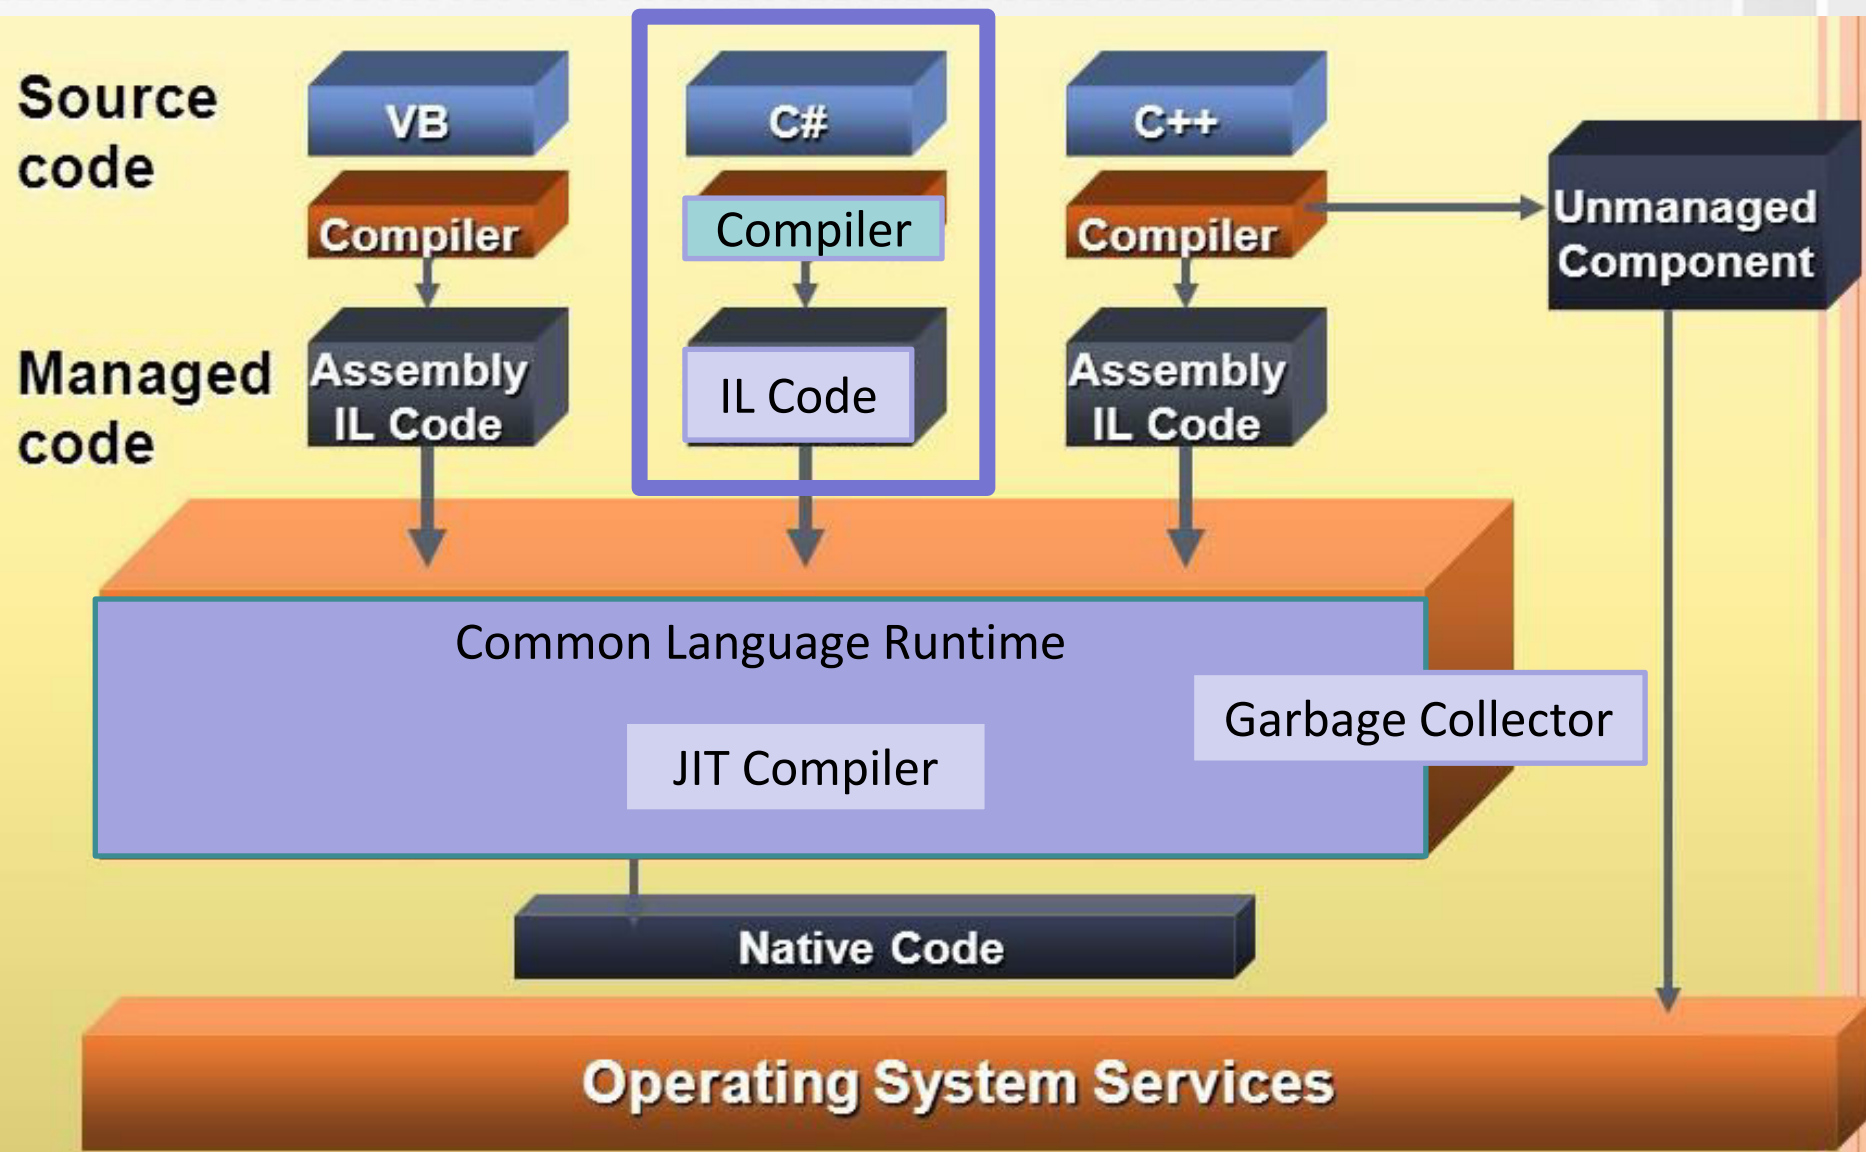 Source
code
VB
C#
C++
Compiler
Compiler
Compiler
Unmanaged
Component
Managed
code
Assembly
IL Code
IL Code
Assembly
IL Code
Common Language Runtime
Garbage Collector
JIT Compiler
Native Code
Operating System Services